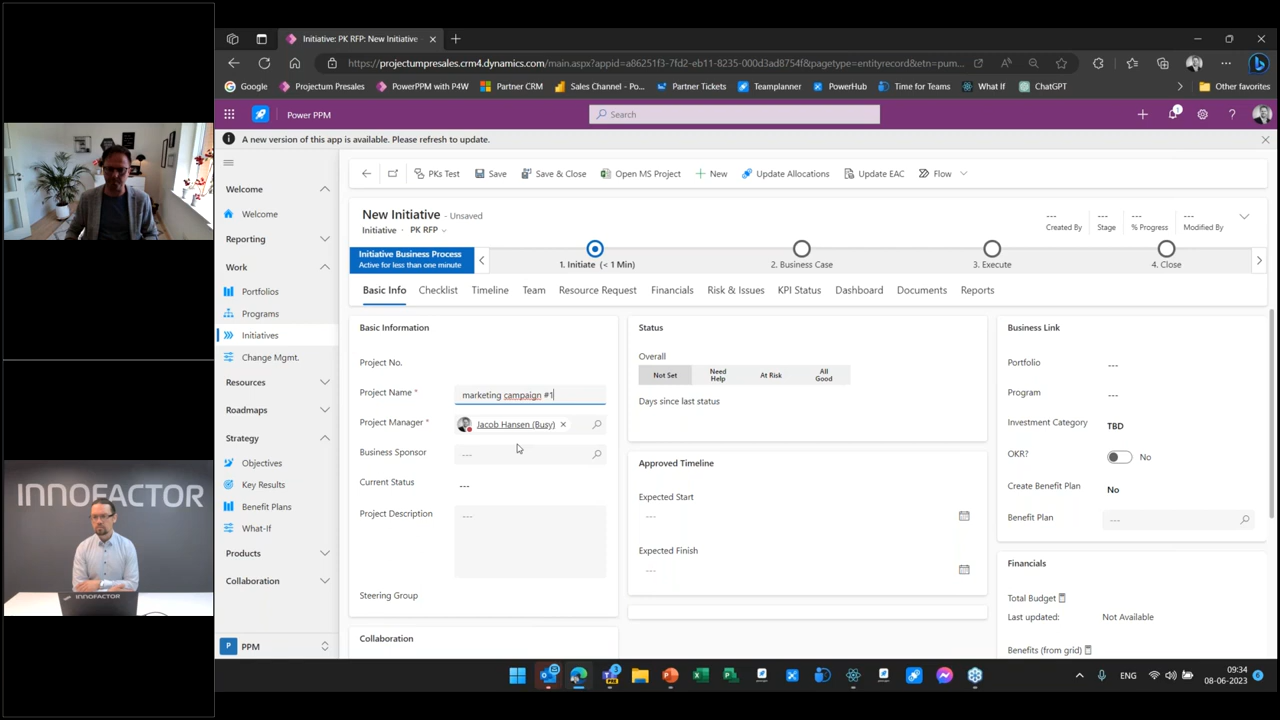 Initiative: PK RFP: New Initiative
https://projectumpresales.crm4.dynamics.com/main.aspx?appid=a86251f3-7fd2-eb11-8235-000d3ad8754f&pagetype=entityrecord&etn=pum...
Google
Projectum Presales
PowerPPM with P4W
Partner CRM
Sales Channel - Po...
Partner Tickets
Teamplanner
PowerHub
Time for Teams
What If
ChatGPT
Other favorites
Power PPM
Search
1
A new version of this app is available. Please refresh to update.
Welcome
Welcome
Reporting
Work
Portfolios
Programs
Initiatives
Change Mgmt.
Resources
Roadmaps
Strategy
Objectives
Key Results
Benefit Plans
What-If
Products
Collaboration
P PPM
PKs Test
Save
Save & Close
Open MS Project
New
Update Allocations
Update EAC
Flow
New Initiative - Unsaved
Initiative · PK RFP
---
Created By
---
Stage
---
% Progress
---
Modified By
Initiative Business Process
Active for less than one minute
1. Initiate (< 1 Min)
2. Business Case
3. Execute
4. Close
Basic Info
Checklist
Timeline
Team
Resource Request
Financials
Risk & Issues
KPI Status
Dashboard
Documents
Reports
Basic Information
Project No.
Project Name *
marketing campaign #1
Project Manager *
Jacob Hansen (Busy)
Business Sponsor
---
Current Status
---
Project Description
---
Steering Group
Collaboration
Status
Overall
Not Set
Need Help
At Risk
All Good
Days since last status
Approved Timeline
Expected Start
---
Expected Finish
---
Business Link
Portfolio
---
Program
---
Investment Category
TBD
OKR?
No
Create Benefit Plan
No
Benefit Plan
---
Financials
Total Budget
Last updated:
Not Available
Benefits (from grid)
INNOFACTOR
INNOFACTOR
ENG
09:34
08-06-2023